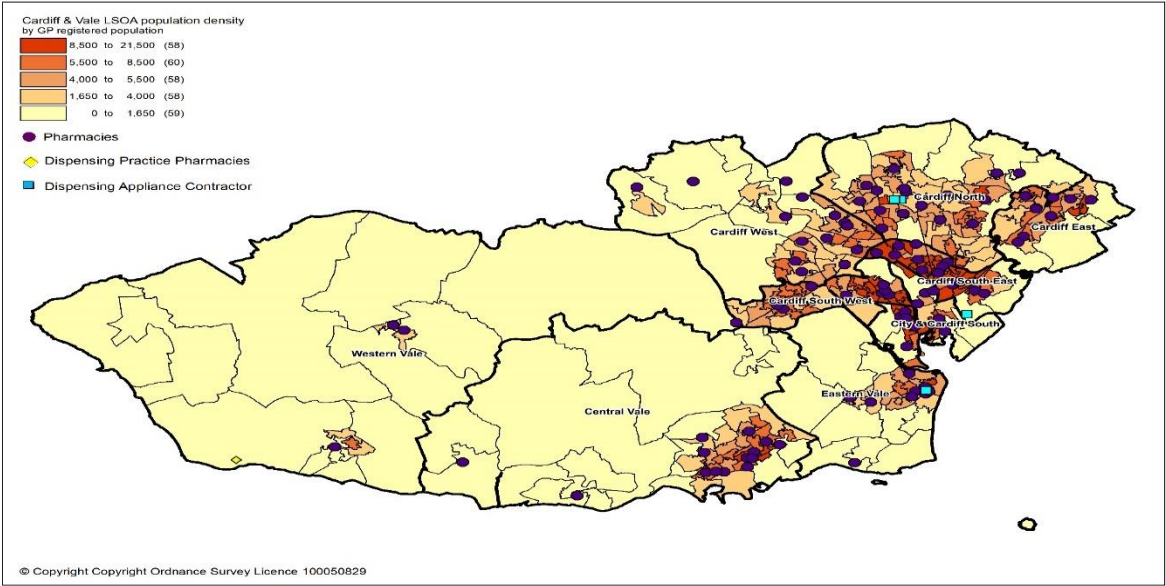 Cardiff & Vale LSOA population density
by GP registered population
8,500 to 21,500 (58)
5,500 to 8,500 (60)
4,000 to 5,500 (58)
1,650 to 4,000 (58)
0 to 1,650 (59)
Pharmacies
Dispensing Practice Pharmacies
Dispensing Appliance Contractor
Cardiff North
Cardiff East
Cardiff West
Cardiff South East
Cardiff South West
City & Cardiff South
Western Vale
Eastern Vale
Central Vale
© Copyright Copyright Ordnance Survey Licence 100050829